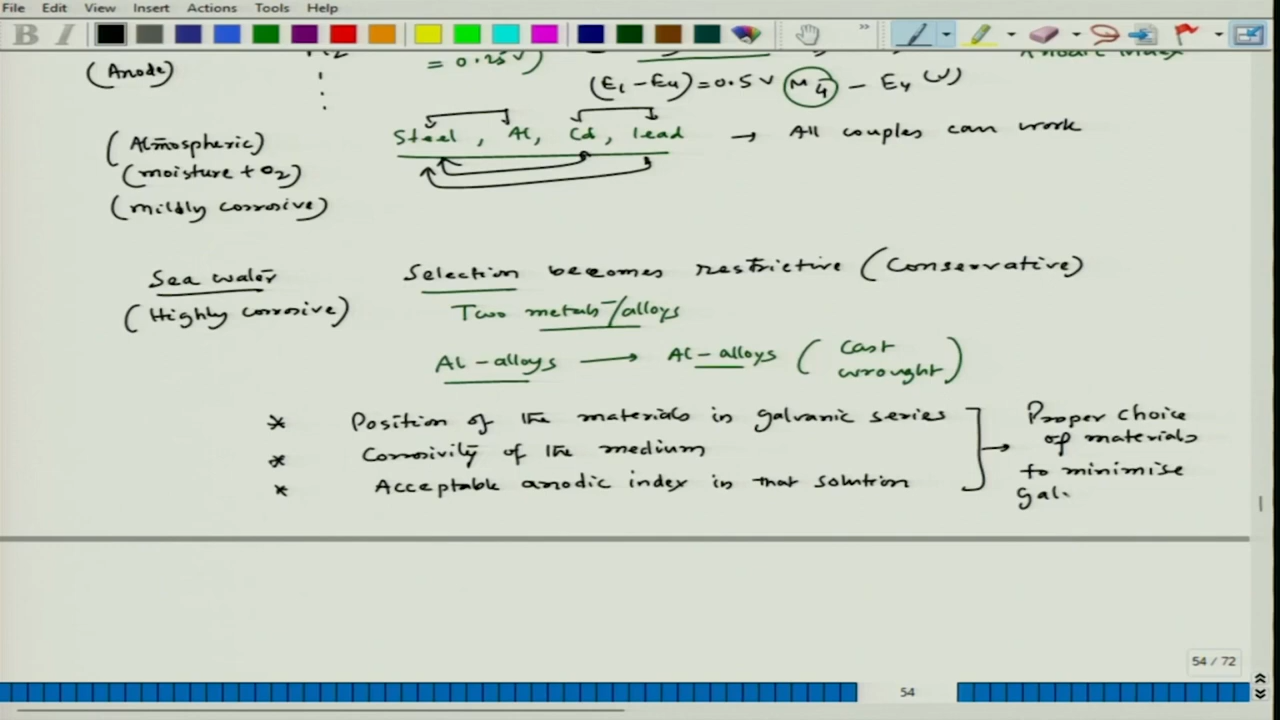 File Edit View Insert Actions Tools Help
B I
(Anode)
= 0.25V)
(E1-E4) = 0.5V M4 - E4 (V)
(Atmospheric)
Steel, Al, Cd, lead → All couples can work
(moisture + O2)
(mildly corrosive)
Sea water Selection becomes restrictive (Conservative)
(Highly corrosive)
Two metals/alloys
Al-alloys → Al-alloys (Cast
wrought)
* Position of the materials in galvanic series
* Corrosivity of the medium
* Acceptable anodic index in that solution
Proper choice
of materials
to minimise
gal
54 / 72
54